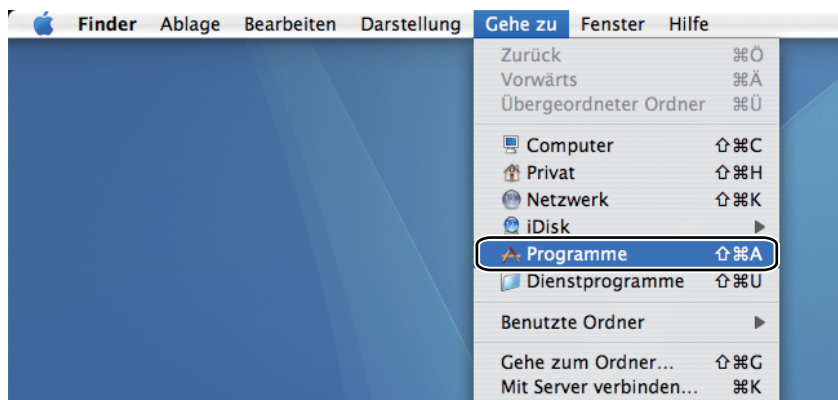 Finder Ablage Bearbeiten Darstellung Gehe zu Fenster Hilfe
Zurück ⌘Ö
Vorwärts ⌘Ä
Übergeordneter Ordner ⌘Ü
Computer ⇧⌘C
Privat ⇧⌘H
Netzwerk ⇧⌘K
iDisk
Programme ⇧⌘A
Dienstprogramme ⇧⌘U
Benutzte Ordner
Gehe zum Ordner... ⇧⌘G
Mit Server verbinden... ⌘K